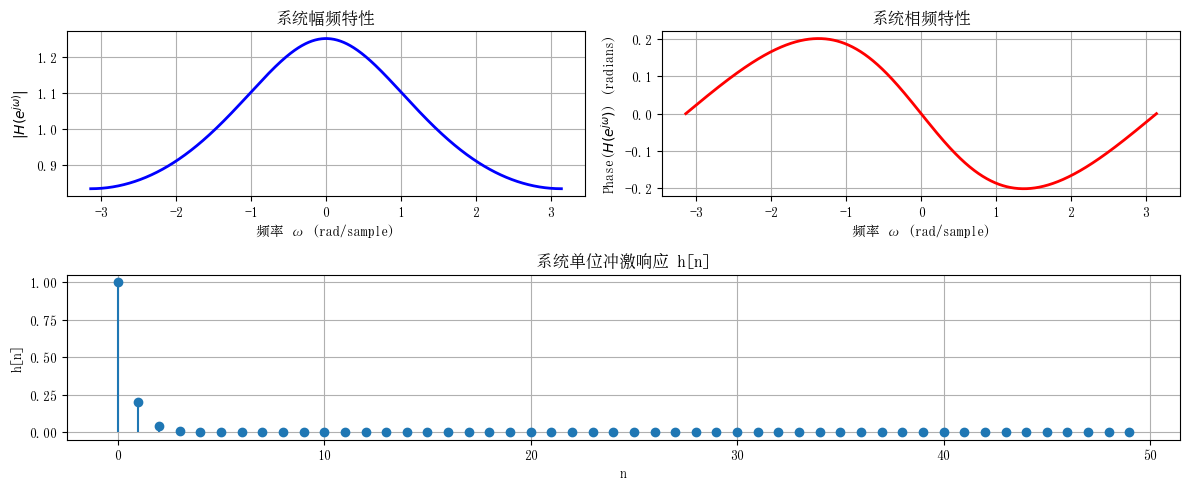 系统幅频特性
|H(e^{jω})|
1.2
1.1
1.0
0.9
-3 -2 -1 0 1 2 3
频率 ω (rad/sample)
系统相频特性
Phase(H(e^{jω})) (radians)
0.2
0.1
0.0
-0.1
-0.2
-3 -2 -1 0 1 2 3
频率 ω (rad/sample)
系统单位冲激响应 h[n]
h[n]
1.00
0.75
0.50
0.25
0.00
0 10 20 30 40 50
n